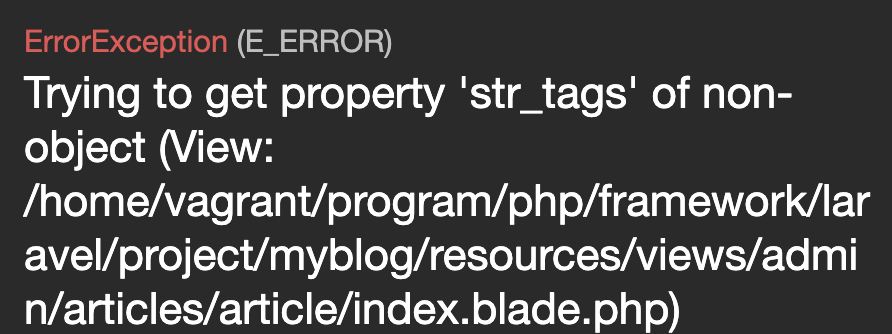 ErrorException (E_ERROR)
Trying to get property 'str_tags' of non-
object (View:
/home/vagrant/program/php/framework/lar
avel/project/myblog/resources/views/admi
n/articles/article/index.blade.php)